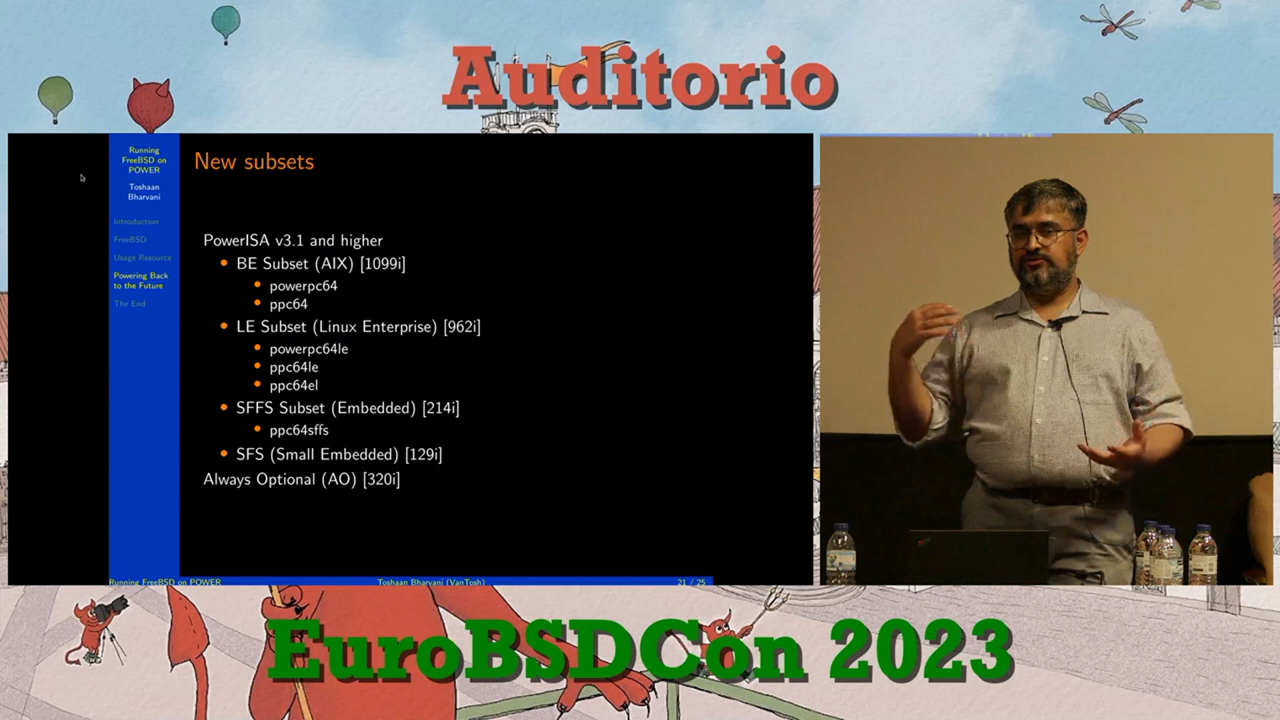 Auditorio
Running
FreeBSD on
POWER
Toshaan
Bharvani
Introduction
FreeBSD
Usage Resource
Powering Back
to the Future
The End
New subsets
PowerISA v3.1 and higher
BE Subset (AIX) [1099i]
powerpc64
ppc64
LE Subset (Linux Enterprise) [962i]
powerpc64le
ppc64le
ppc64el
SFFS Subset (Embedded) [214i]
ppc64sffs
SFS (Small Embedded) [129i]
Always Optional (AO) [320i]
Running FreeBSD on POWER
Toshaan Bharvani (VanTosh)
21 / 25
EuroBSDCon 2023